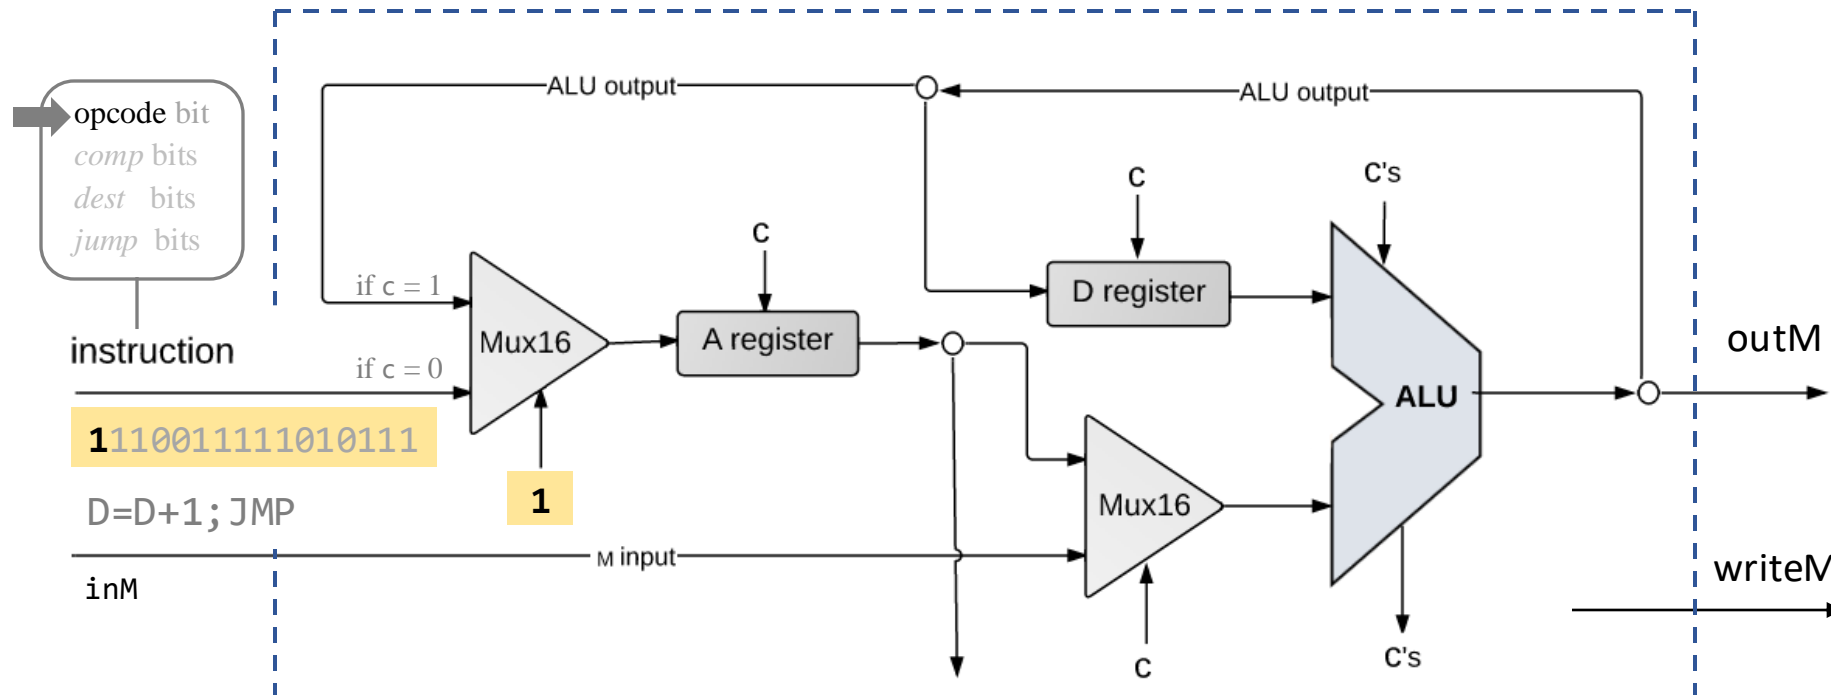 ALU output
ALU output
opcode bit
comp bits
dest bits
jump bits
c
c
c's
if c = 1
Mux16
A register
D register
instruction
if c = 0
ALU
outM
1110011111010111
1
D=D+1;JMP
Mux16
M input
inM
writeM
c
c's